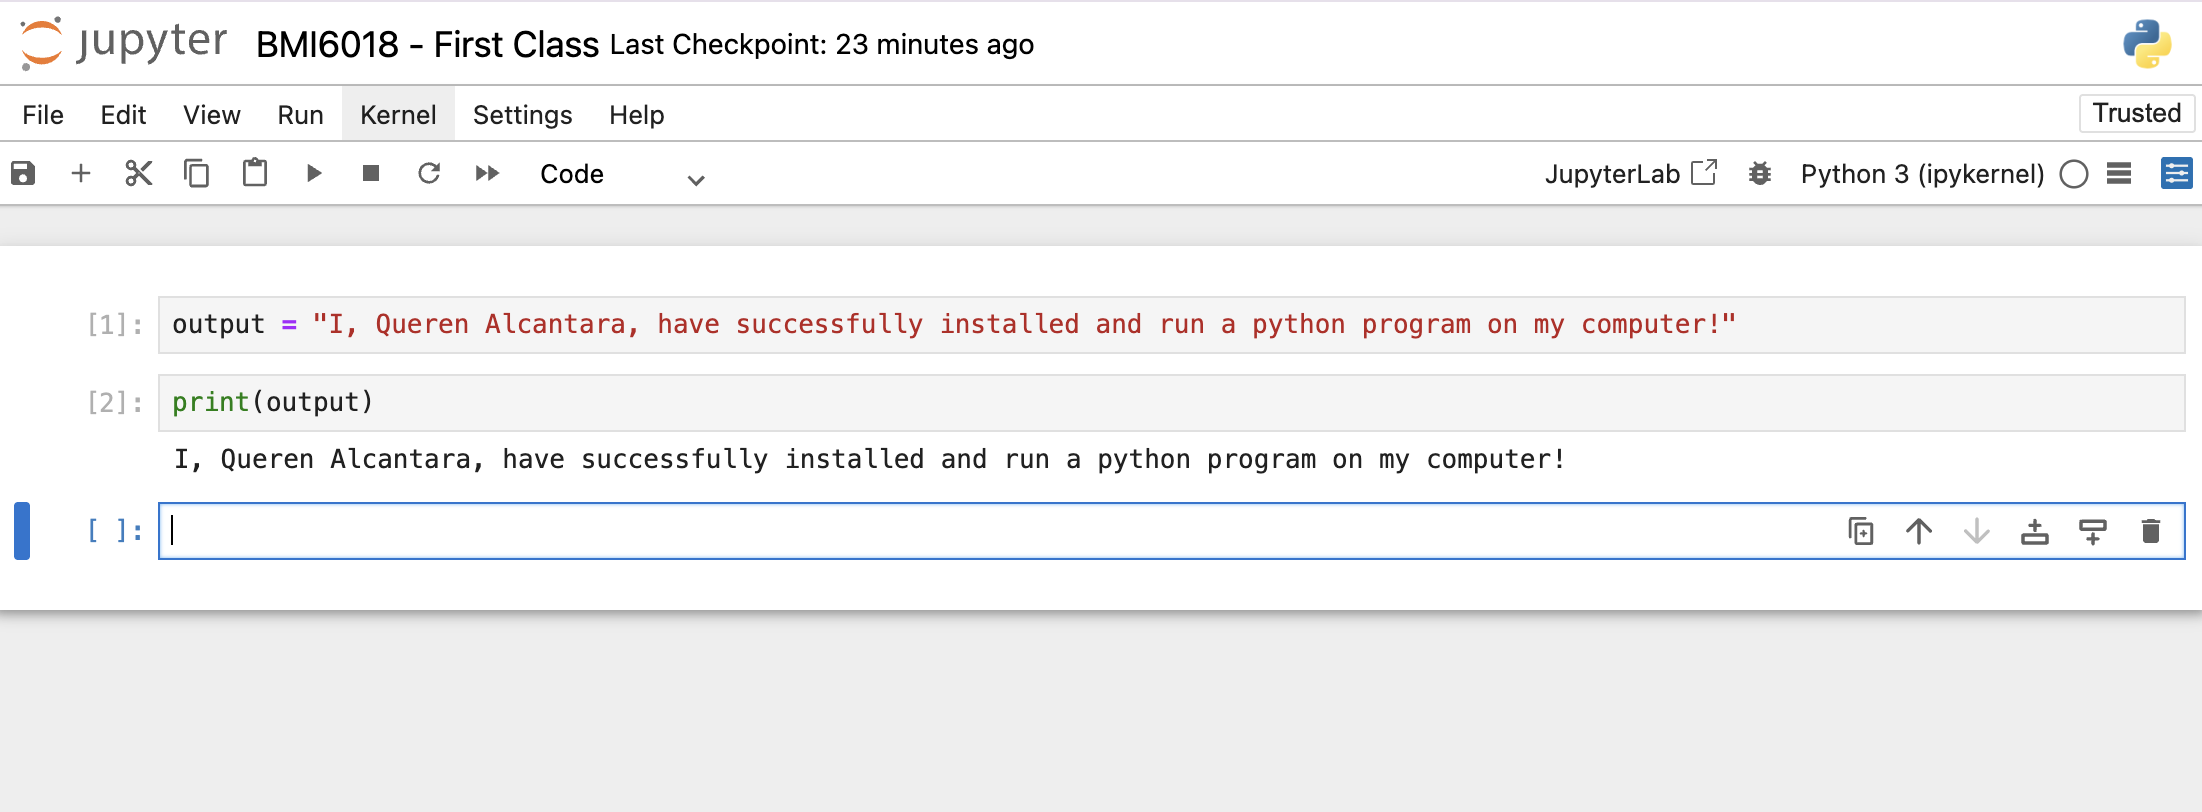 jupyter BMI6018 - First Class Last Checkpoint: 23 minutes ago
File Edit View Run Kernel Settings Help Trusted
Code JupyterLab Python 3 (ipykernel)
[1]: output = "I, Queren Alcantara, have successfully installed and run a python program on my computer!"
[2]: print(output)
I, Queren Alcantara, have successfully installed and run a python program on my computer!
[ ]: